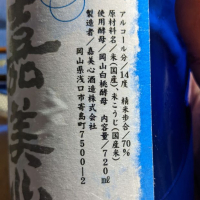 アルコール分/14度 精米歩合/70%
原材料名/米(国産)、米こうじ(国産米)
使用酵母/岡山白桃酵母 内容量/720ml
製造者/嘉美心酒造株式会社
岡山県浅口市寄島町7500-2